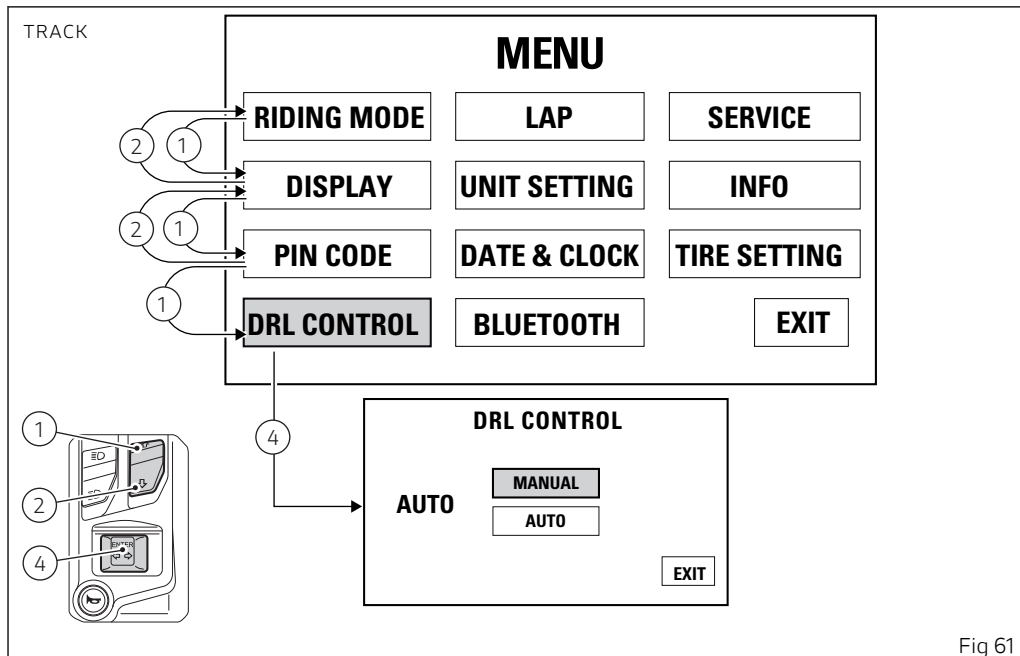 TRACK
MENU
RIDING MODE LAP SERVICE
2 1
DISPLAY UNIT SETTING INFO
2 1
PIN CODE DATE & CLOCK TIRE SETTING
1
DRL CONTROL BLUETOOTH EXIT
4
DRL CONTROL
MANUAL
AUTO
AUTO
EXIT
1
2
4
ENTER
Fig 61